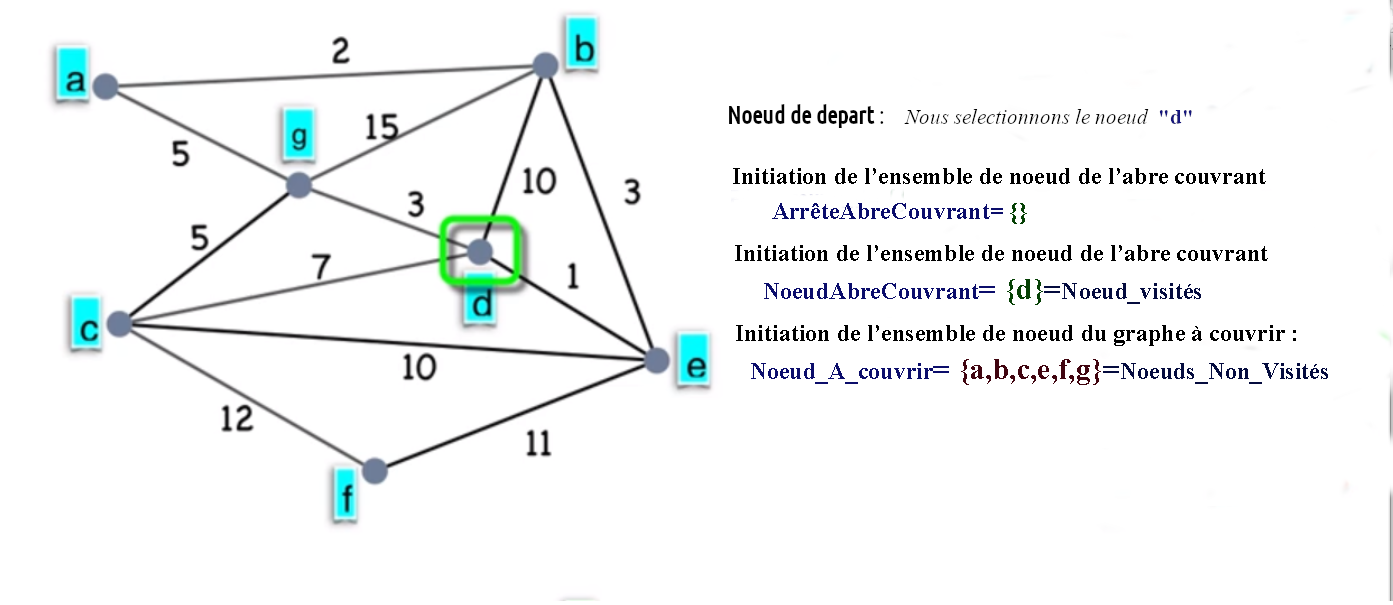 a
2
b
5
g
15
10
3
3
5
7
d
1
c
10
e
12
11
f
Noeud de depart : Nous selectionnons le noeud "d"
Initiation de l'ensemble de noeud de l'abre couvrant
ArrêteAbreCouvrant= {}
Initiation de l'ensemble de noeud de l'abre couvrant
NoeudAbreCouvrant= {d}=Noeud_visités
Initiation de l'ensemble de noeud du graphe à couvrir :
Noeud_A_couvrir= {a,b,c,e,f,g}=Noeuds_Non_Visités